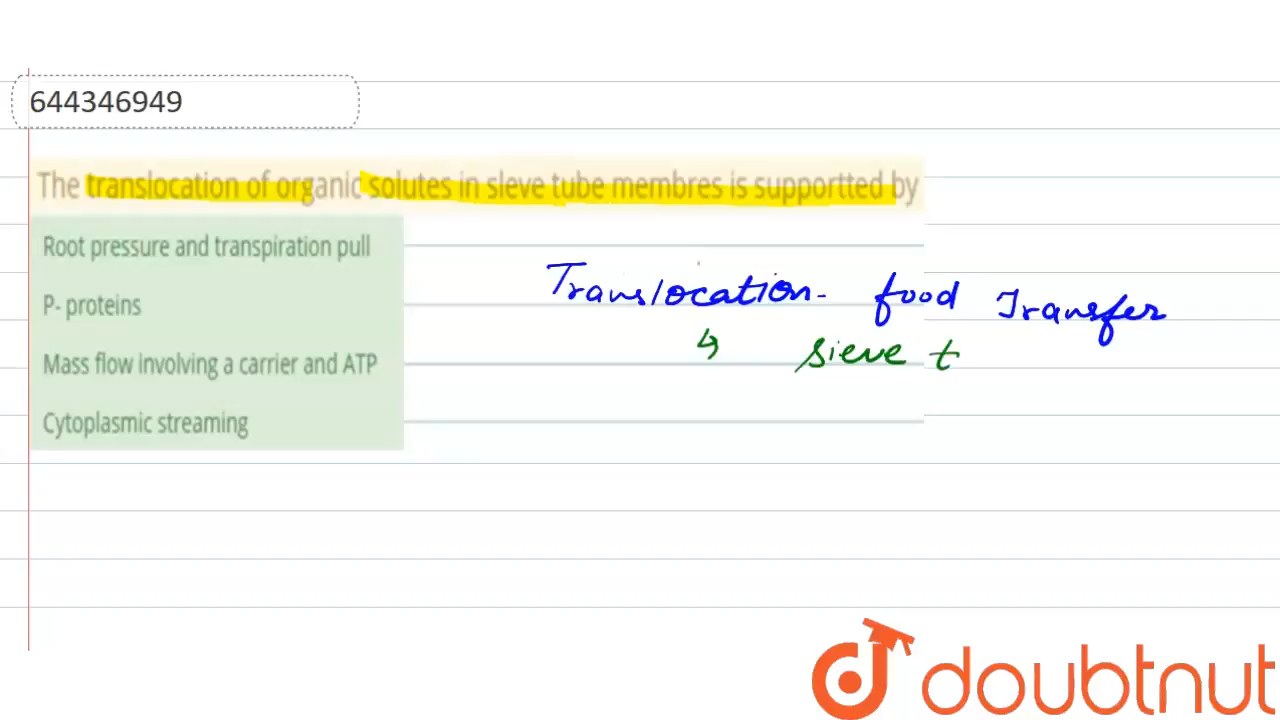 644346949
The translocation of organic solutes in sleve tube membres is supportted by
Root pressure and transpiration pull
P- proteins
Mass flow involving a carrier and ATP
Cytoplasmic streaming
Translocation- food Transfer
↳ sieve t
doubtnut